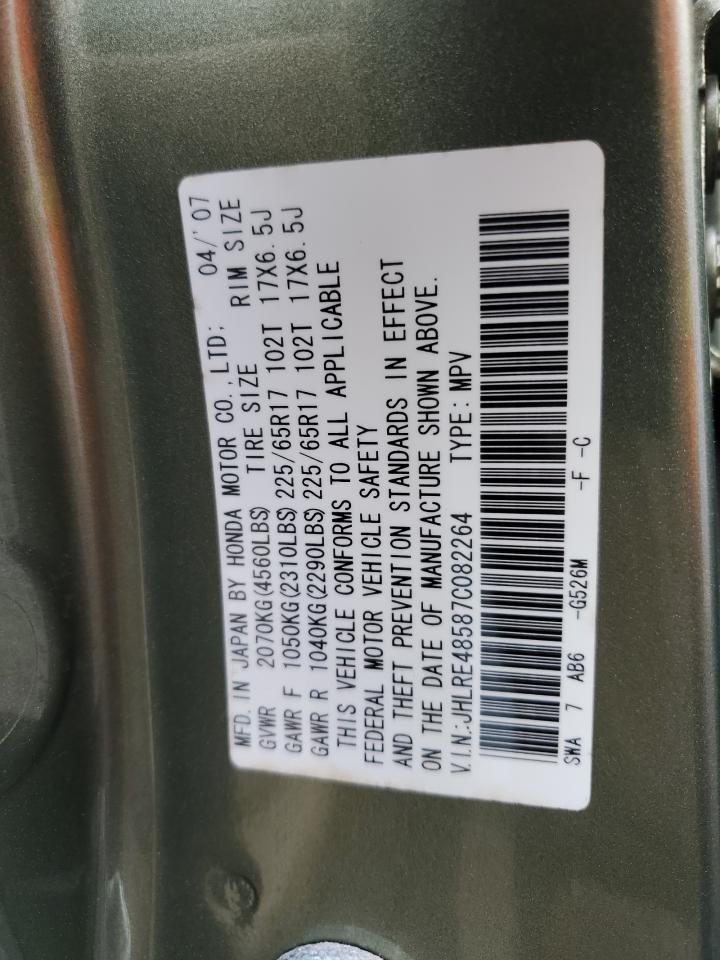 MFD. IN JAPAN BY HONDA MOTOR CO., LTD; 04/'07
GVWR 2070KG(4560LBS) TIRE SIZE RIM SIZE
GAWR F 1050KG(2310LBS) 225/65R17 102T 17X6.5J
GAWR R 1040KG(2290LBS) 225/65R17 102T 17X6.5J
THIS VEHICLE CONFORMS TO ALL APPLICABLE
FEDERAL MOTOR VEHICLE SAFETY
AND THEFT PREVENTION STANDARDS IN EFFECT
ON THE DATE OF MANUFACTURE SHOWN ABOVE.
V.I.N.:JHLRE48587C082264 TYPE:MPV
SWA 7 AB6 -G526M -F -C